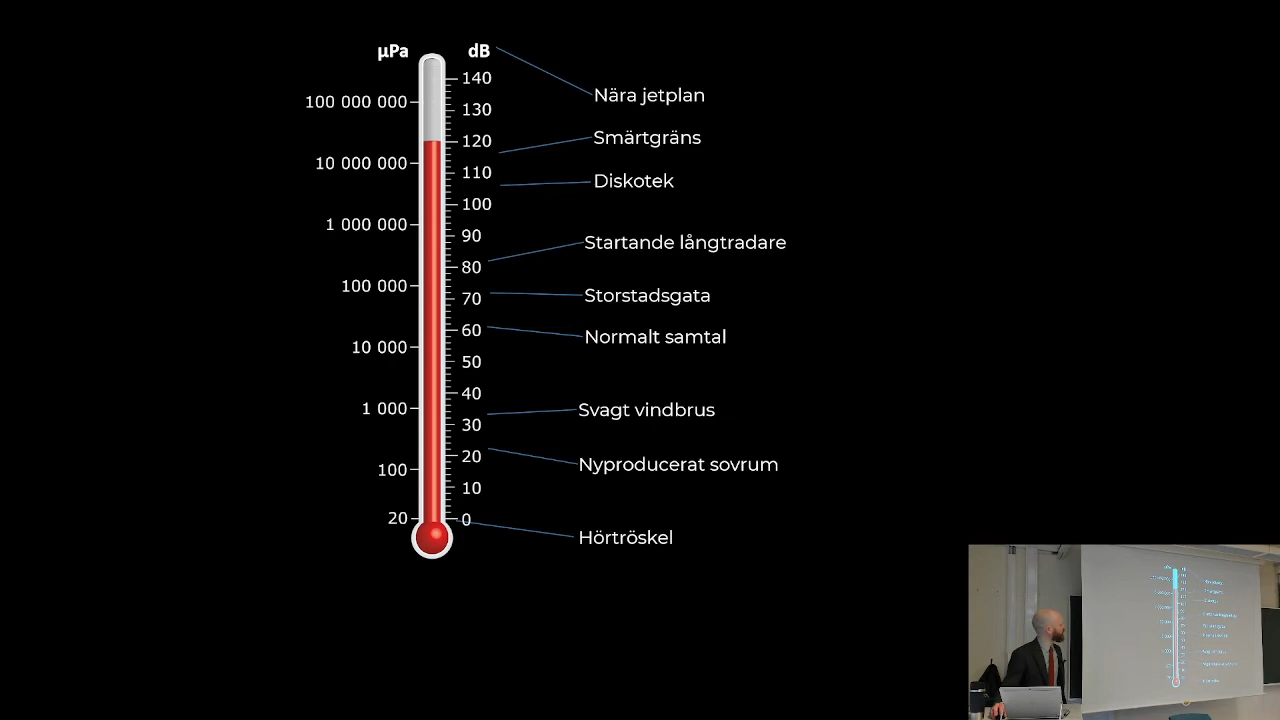 µPa dB
140
100 000 000
130
120
10 000 000
110
100
1 000 000
90
80
100 000
70
60
10 000
50
40
1 000
30
20
100
10
20
0
Nära jetplan
Smärtgräns
Diskotek
Startande långtradare
Storstadsgata
Normalt samtal
Svagt vindbrus
Nyproducerat sovrum
Hörtröskel